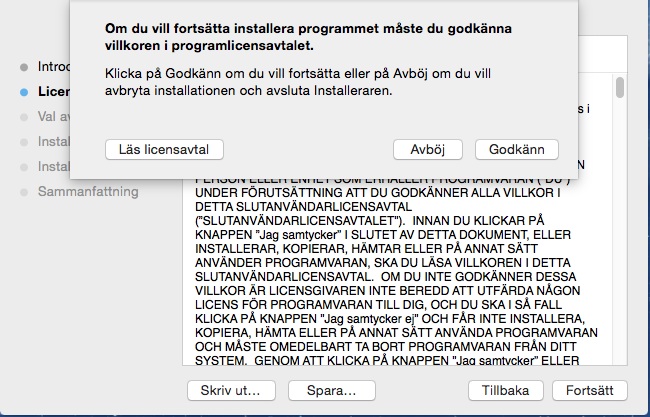 Om du vill fortsätta installera programmet måste du godkänna
villkoren i programlicensavtalet.
Klicka på Godkänn om du vill fortsätta eller på Avböj om du vill
avbryta installationen och avsluta Installeraren.
Läs licensavtal
Avböj
Godkänn
Introd
Licen
Val av
Instal
Instal
Sammanfattning
s i
N
PERSON ELLER ENHET SOM ERHÅLLER PROGRAMVARAN ("DU")
UNDER FÖRUTSÄTTNING ATT DU GODKÄNNER ALLA VILLKOR I
DETTA SLUTANVÄNDARLICENSAVTAL
("SLUTANVÄNDARLICENSAVTALET"). INNAN DU KLICKAR PÅ
KNAPPEN "Jag samtycker" I SLUTET AV DETTA DOKUMENT, ELLER
INSTALLERAR, KOPIERAR, HÄMTAR ELLER PÅ ANNAT SÄTT
ANVÄNDER PROGRAMVARAN, SKA DU LÄSA VILLKOREN I DETTA
SLUTANVÄNDARLICENSAVTAL. OM DU INTE GODKÄNNER DESSA
VILLKOR ÄR LICENSGIVAREN INTE BEREDD ATT UTFÄRDA NÅGON
LICENS FÖR PROGRAMVARAN TILL DIG, OCH DU SKA I SÅ FALL
KLICKA PÅ KNAPPEN "Jag samtycker ej" OCH FÅR INTE INSTALLERA,
KOPIERA, HÄMTA ELLER PÅ ANNAT SÄTT ANVÄNDA PROGRAMVARAN
OCH MÅSTE OMEDELBART TA BORT PROGRAMVARAN FRÅN DITT
SYSTEM. GENOM ATT KLICKA PÅ KNAPPEN "Jag samtycker" ELLER
Skriv ut...
Spara...
Tillbaka
Fortsätt